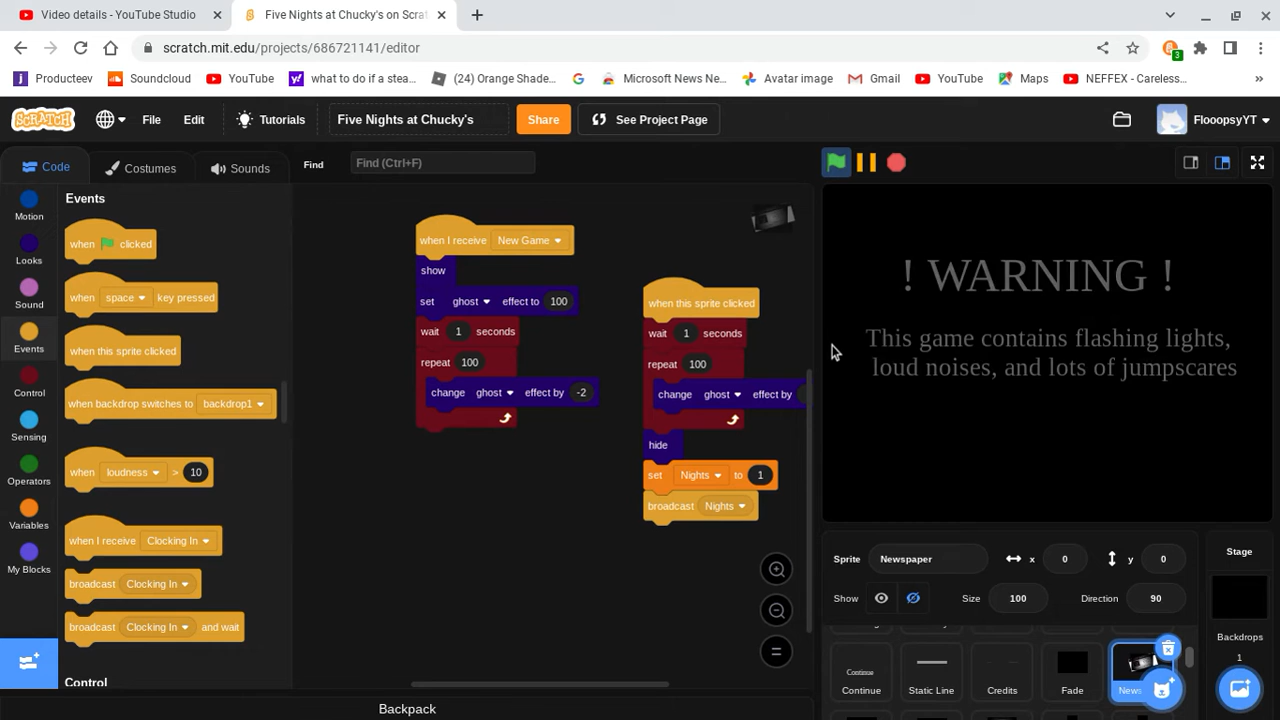 Video details - YouTube Studio
Five Nights at Chucky's on Scrat
scratch.mit.edu/projects/686721141/editor
3
Producteev
Soundcloud
YouTube
what to do if a stea...
(24) Orange Shade...
Microsoft News Ne...
Avatar image
Gmail
YouTube
Maps
NEFFEX - Careless...
»
SCRATCH
File
Edit
Tutorials
Five Nights at Chucky's
Share
See Project Page
FlooopsyYT
Code
Costumes
Sounds
Find
Find (Ctrl+F)
Motion
Looks
Sound
Events
Control
Sensing
Operators
Variables
My Blocks
Events
when clicked
when space key pressed
when this sprite clicked
when backdrop switches to backdrop1
when loudness > 10
when I receive Clocking In
broadcast Clocking In
broadcast Clocking In and wait
Control
when I receive New Game
show
set ghost effect to 100
wait 1 seconds
repeat 100
change ghost effect by -2
when this sprite clicked
wait 1 seconds
repeat 100
change ghost effect by
hide
set Nights to 1
broadcast Nights
! WARNING !
This game contains flashing lights,
loud noises, and lots of jumpscares
Sprite Newspaper x 0 y 0
Show Size 100 Direction 90
Continue
Continue
Static Line
Credits
Fade
News
Stage
Backdrops
1
Backpack